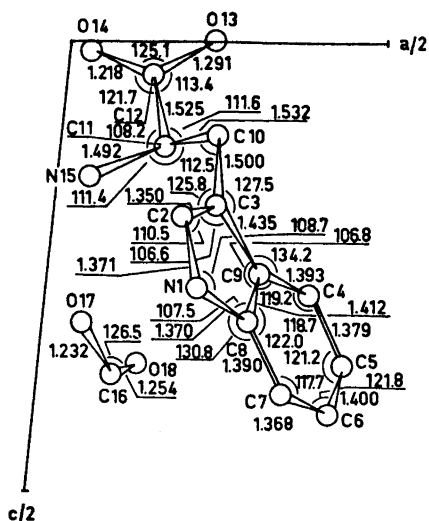 O14 O13
a/2
125.1
1.218 1.291
113.4
121.7 1.525 111.6
C12 1.532
C11 108.2 C10
1.492 112.5 1.500
N15 125.8 127.5
111.4 1.350 C3
C2 1.435 108.7
110.5 106.8
106.6 134.2
1.371 C9 1.393
N1 119.2 C4
O17 107.5 1.412
126.5 1.370 118.7 1.379
1.232 O18 130.8 C8 122.0 121.2 C5
1.254 1.390 117.7 121.8
C16 C7 1.400
1.368 C6
c/2